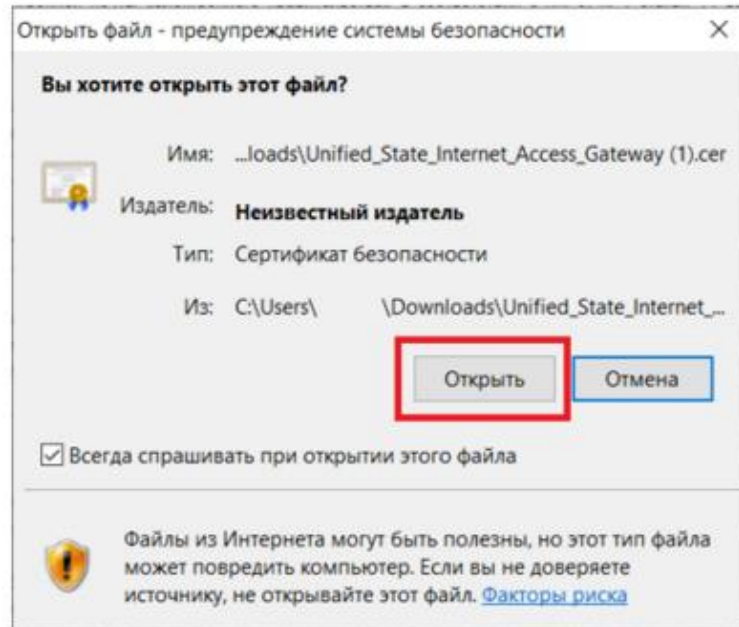 Открыть файл - предупреждение системы безопасности
Вы хотите открыть этот файл?
Имя: ...loads\Unified_State_Internet_Access_Gateway (1).cer
Издатель: Неизвестный издатель
Тип: Сертификат безопасности
Из: C:\Users\ \Downloads\Unified_State_Internet_...
Открыть Отмена
Всегда спрашивать при открытии этого файла
Файлы из Интернета могут быть полезны, но этот тип файла
может повредить компьютер. Если вы не доверяете
источнику, не открывайте этот файл. Факторы риска